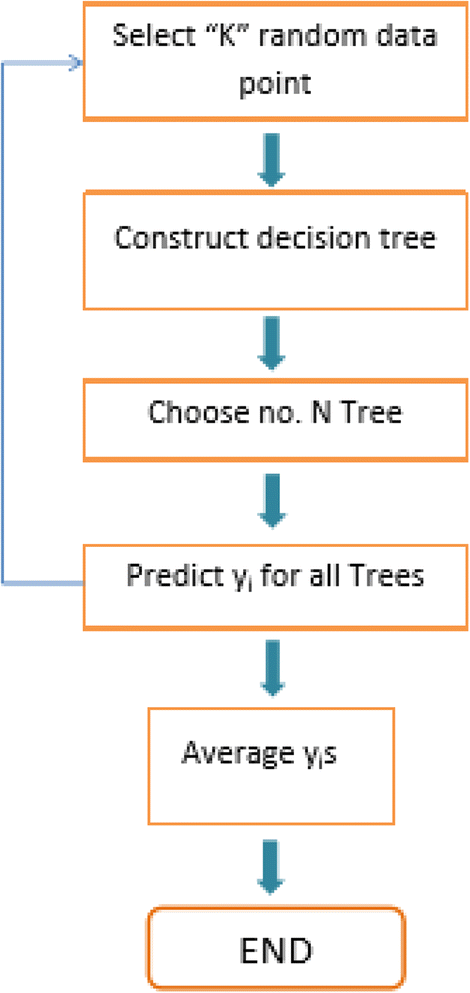 Select “K” random data
point
Construct decision tree
Choose no. N Tree
Predict yᵢ for all Trees
Average yᵢs
END